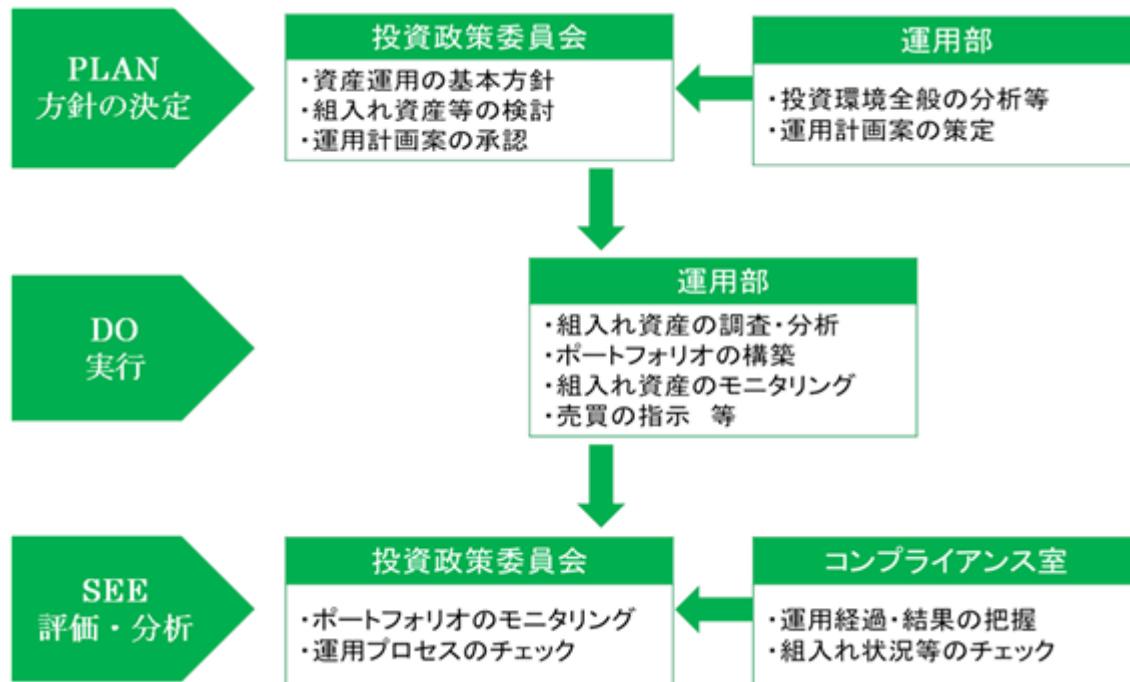 PLAN
方針の決定
投資政策委員会
・資産運用の基本方針
・組入れ資産等の検討
・運用計画案の承認
運用部
・投資環境全般の分析等
・運用計画案の策定
DO
実行
運用部
・組入れ資産の調査・分析
・ポートフォリオの構築
・組入れ資産のモニタリング
・売買の指示　等
SEE
評価・分析
投資政策委員会
・ポートフォリオのモニタリング
・運用プロセスのチェック
コンプライアンス室
・運用経過・結果の把握
・組入れ状況等のチェック